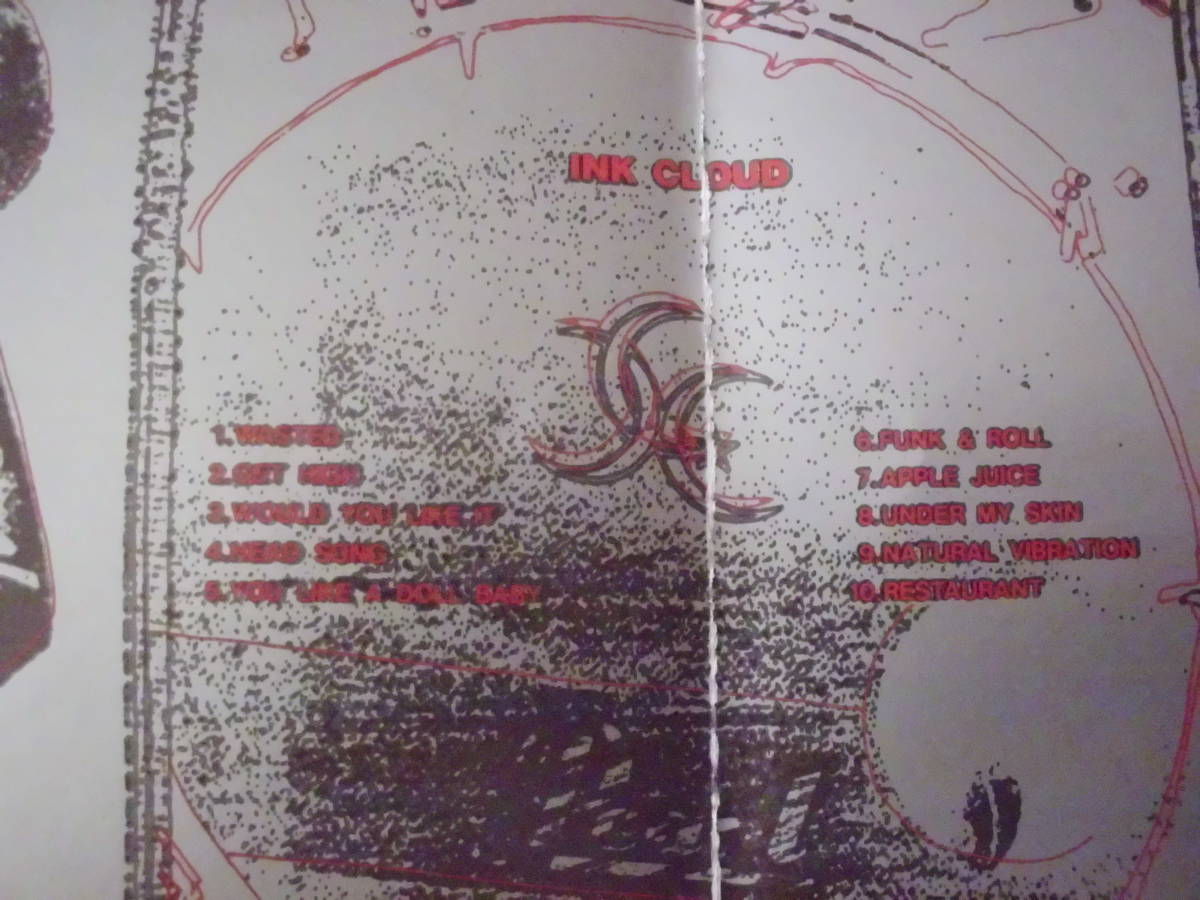 INK CLOUD
1.WASTED
2.GET HIGH
3.WOULD YOU LIKE IT
4.HEAD SONG
5.YOU LIKE A DOLL BABY
6.FUNK & ROLL
7.APPLE JUICE
8.UNDER MY SKIN
9.NATURAL VIBRATION
10.RESTAURANT